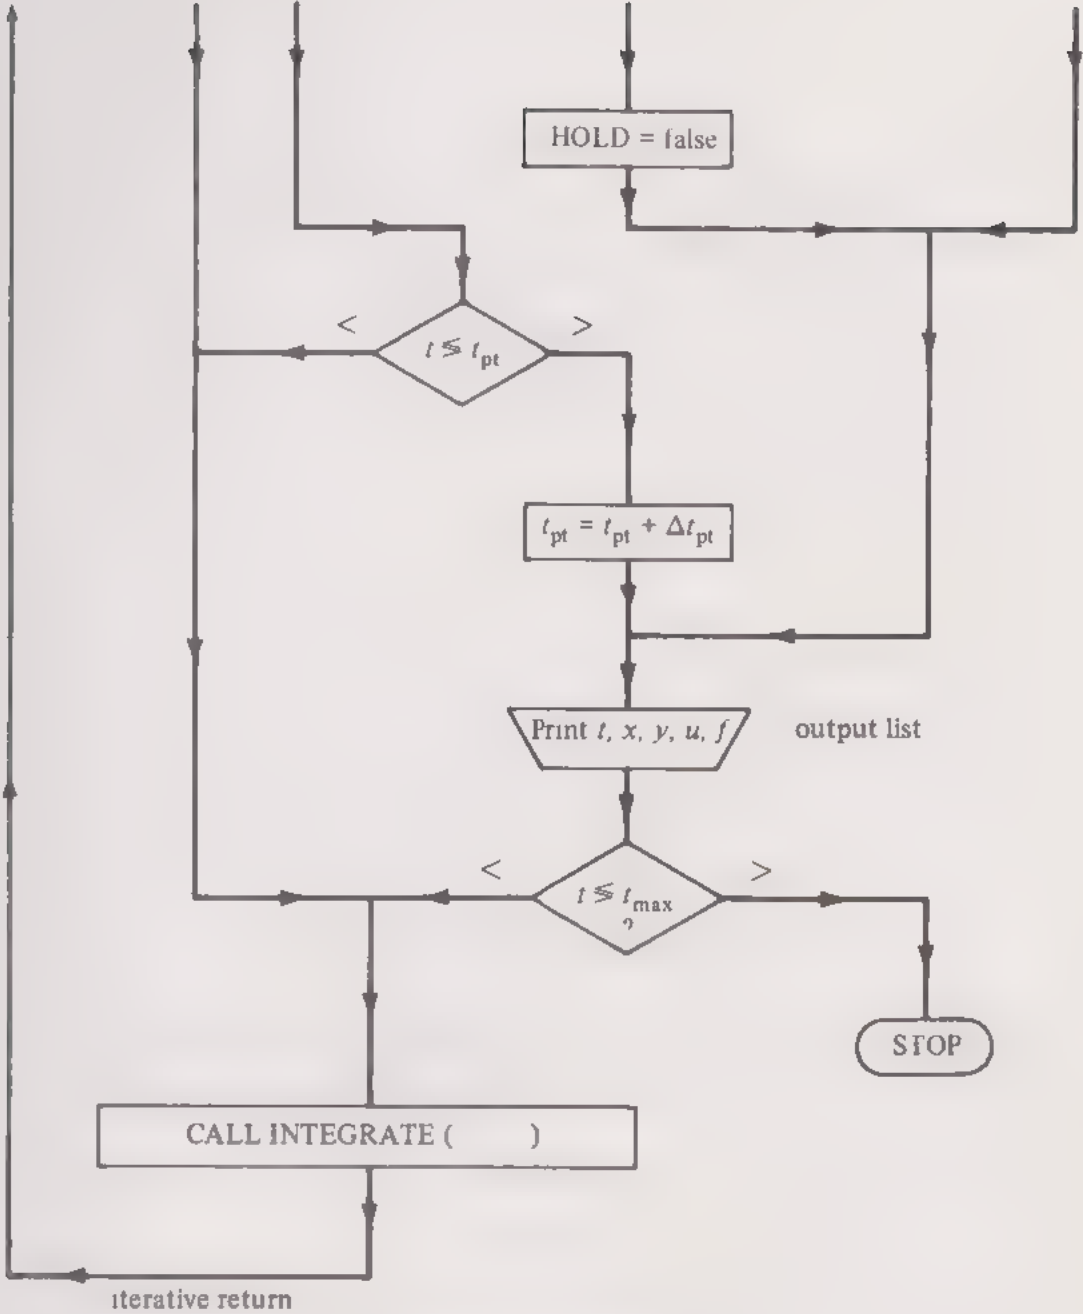 HOLD = false
< >
t ≶ t_pt
t_pt = t_pt + Δt_pt
Print t, x, y, u, f
output list
< >
t ≶ t_max
?
STOP
CALL INTEGRATE ( )
iterative return